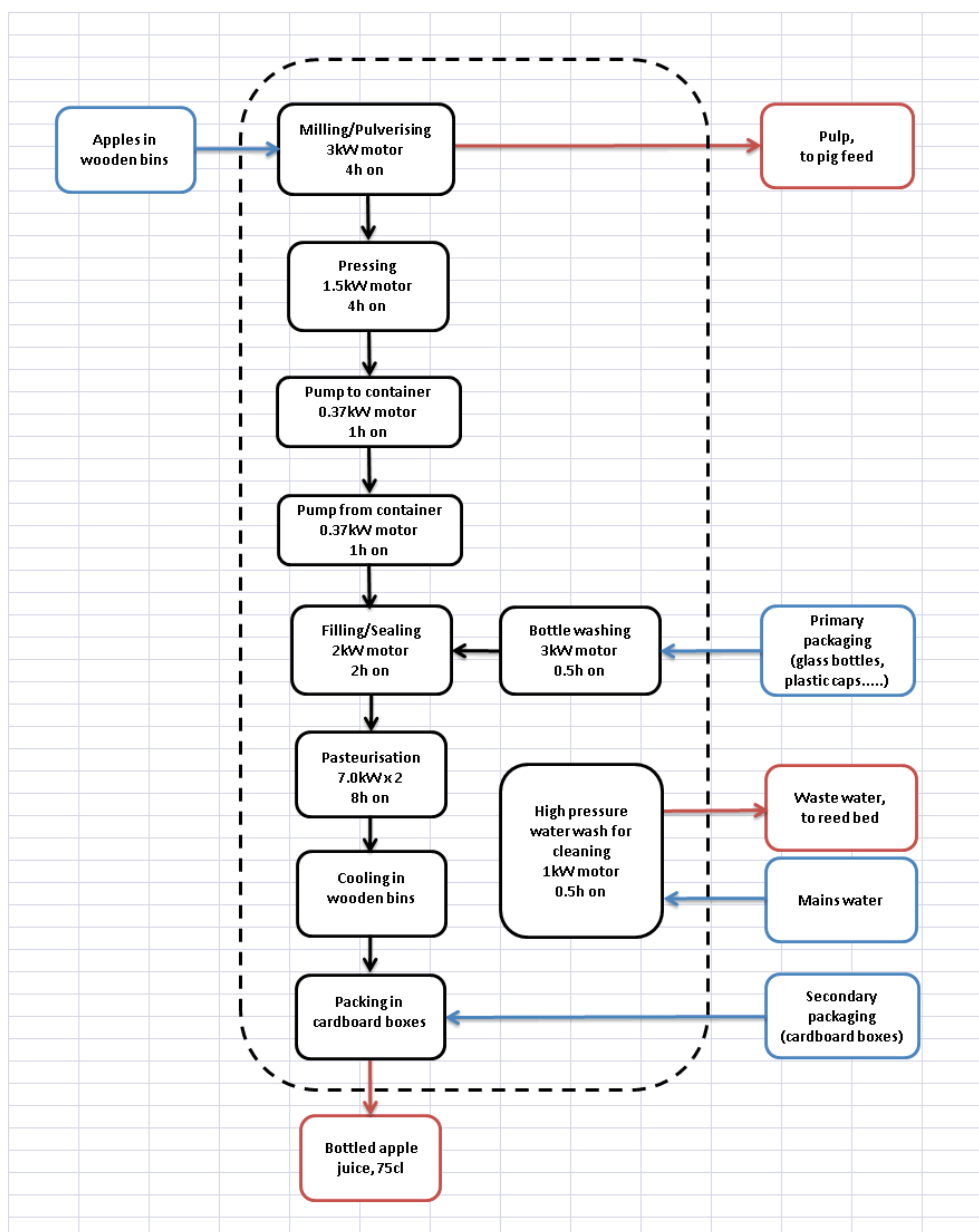 Apples in
wooden bins
Milling/Pulverising
3kW motor
4h on
Pulp,
to pig feed
Pressing
1.5kW motor
4h on
Pump to container
0.37kW motor
1h on
Pump from container
0.37kW motor
1h on
Filling/Sealing
2kW motor
2h on
Bottle washing
3kW motor
0.5h on
Primary
packaging
(glass bottles,
plastic caps.....)
Pasteurisation
7.0kW x 2
8h on
High pressure
water wash for
cleaning
1kW motor
0.5h on
Waste water,
to reed bed
Cooling in
wooden bins
Mains water
Packing in
cardboard boxes
Secondary
packaging
(cardboard boxes)
Bottled apple
juice, 75cl